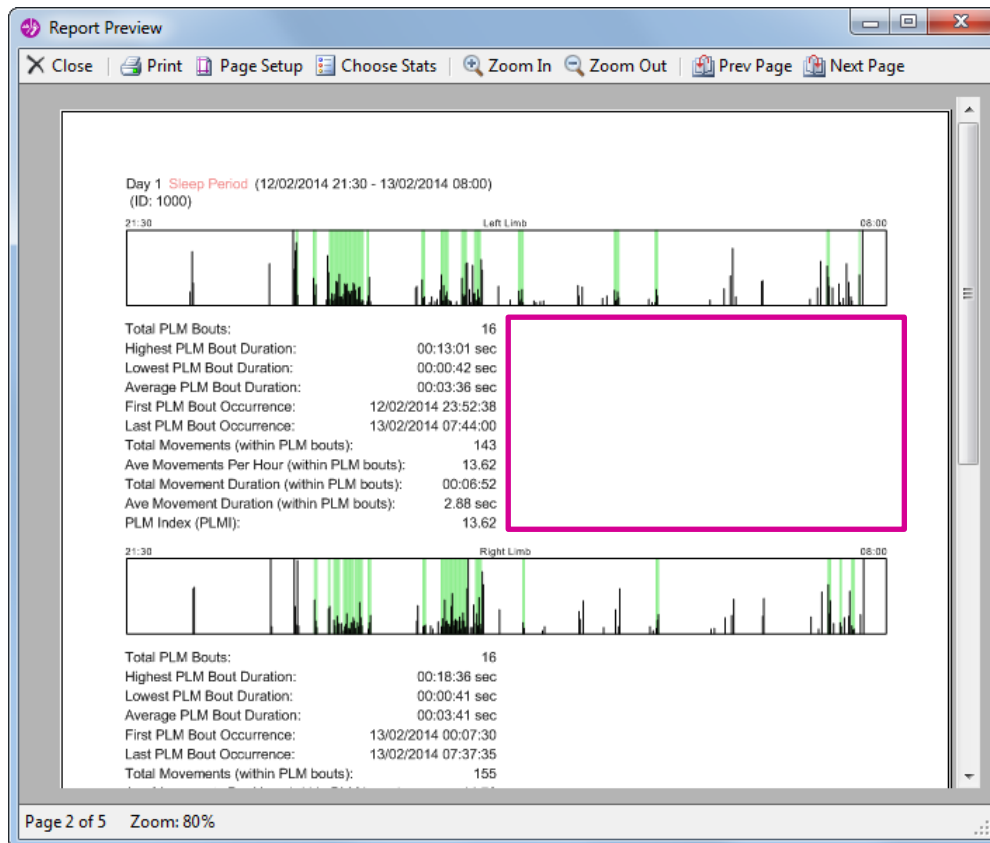 Report Preview
Close Print Page Setup Choose Stats Zoom In Zoom Out Prev Page Next Page
Day 1 Sleep Period (12/02/2014 21:30 - 13/02/2014 08:00)
(ID: 1000)
21:30 Left Limb 08:00
Total PLM Bouts: 16
Highest PLM Bout Duration: 00:13:01 sec
Lowest PLM Bout Duration: 00:00:42 sec
Average PLM Bout Duration: 00:03:36 sec
First PLM Bout Occurrence: 12/02/2014 23:52:38
Last PLM Bout Occurrence: 13/02/2014 07:44:00
Total Movements (within PLM bouts): 143
Ave Movements Per Hour (within PLM bouts): 13.62
Total Movement Duration (within PLM bouts): 00:06:52
Ave Movement Duration (within PLM bouts): 2.88 sec
PLM Index (PLMI): 13.62
21:30 Right Limb 08:00
Total PLM Bouts: 16
Highest PLM Bout Duration: 00:18:36 sec
Lowest PLM Bout Duration: 00:00:41 sec
Average PLM Bout Duration: 00:03:41 sec
First PLM Bout Occurrence: 13/02/2014 00:07:30
Last PLM Bout Occurrence: 13/02/2014 07:37:35
Total Movements (within PLM bouts): 155
Page 2 of 5 Zoom: 80%